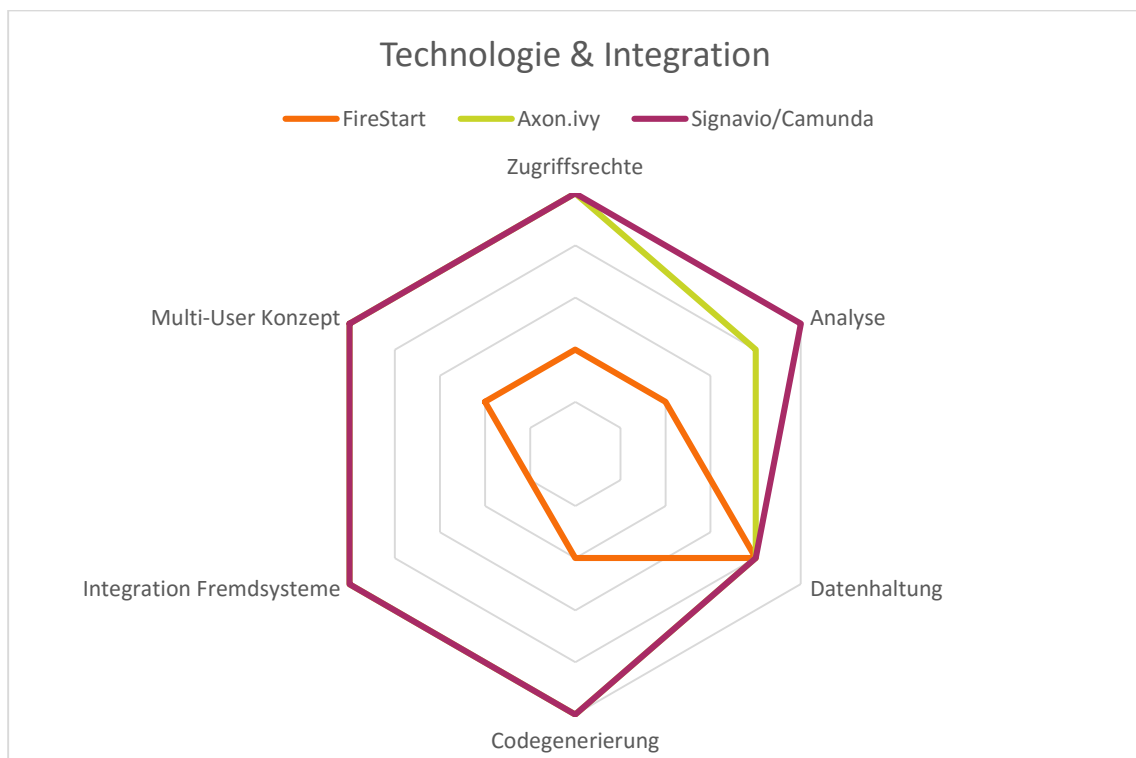 Technologie & Integration
FireStart Axon.ivy Signavio/Camunda
Zugriffsrechte
Multi-User Konzept Analyse
Integration Fremdsysteme Datenhaltung
Codegenerierung